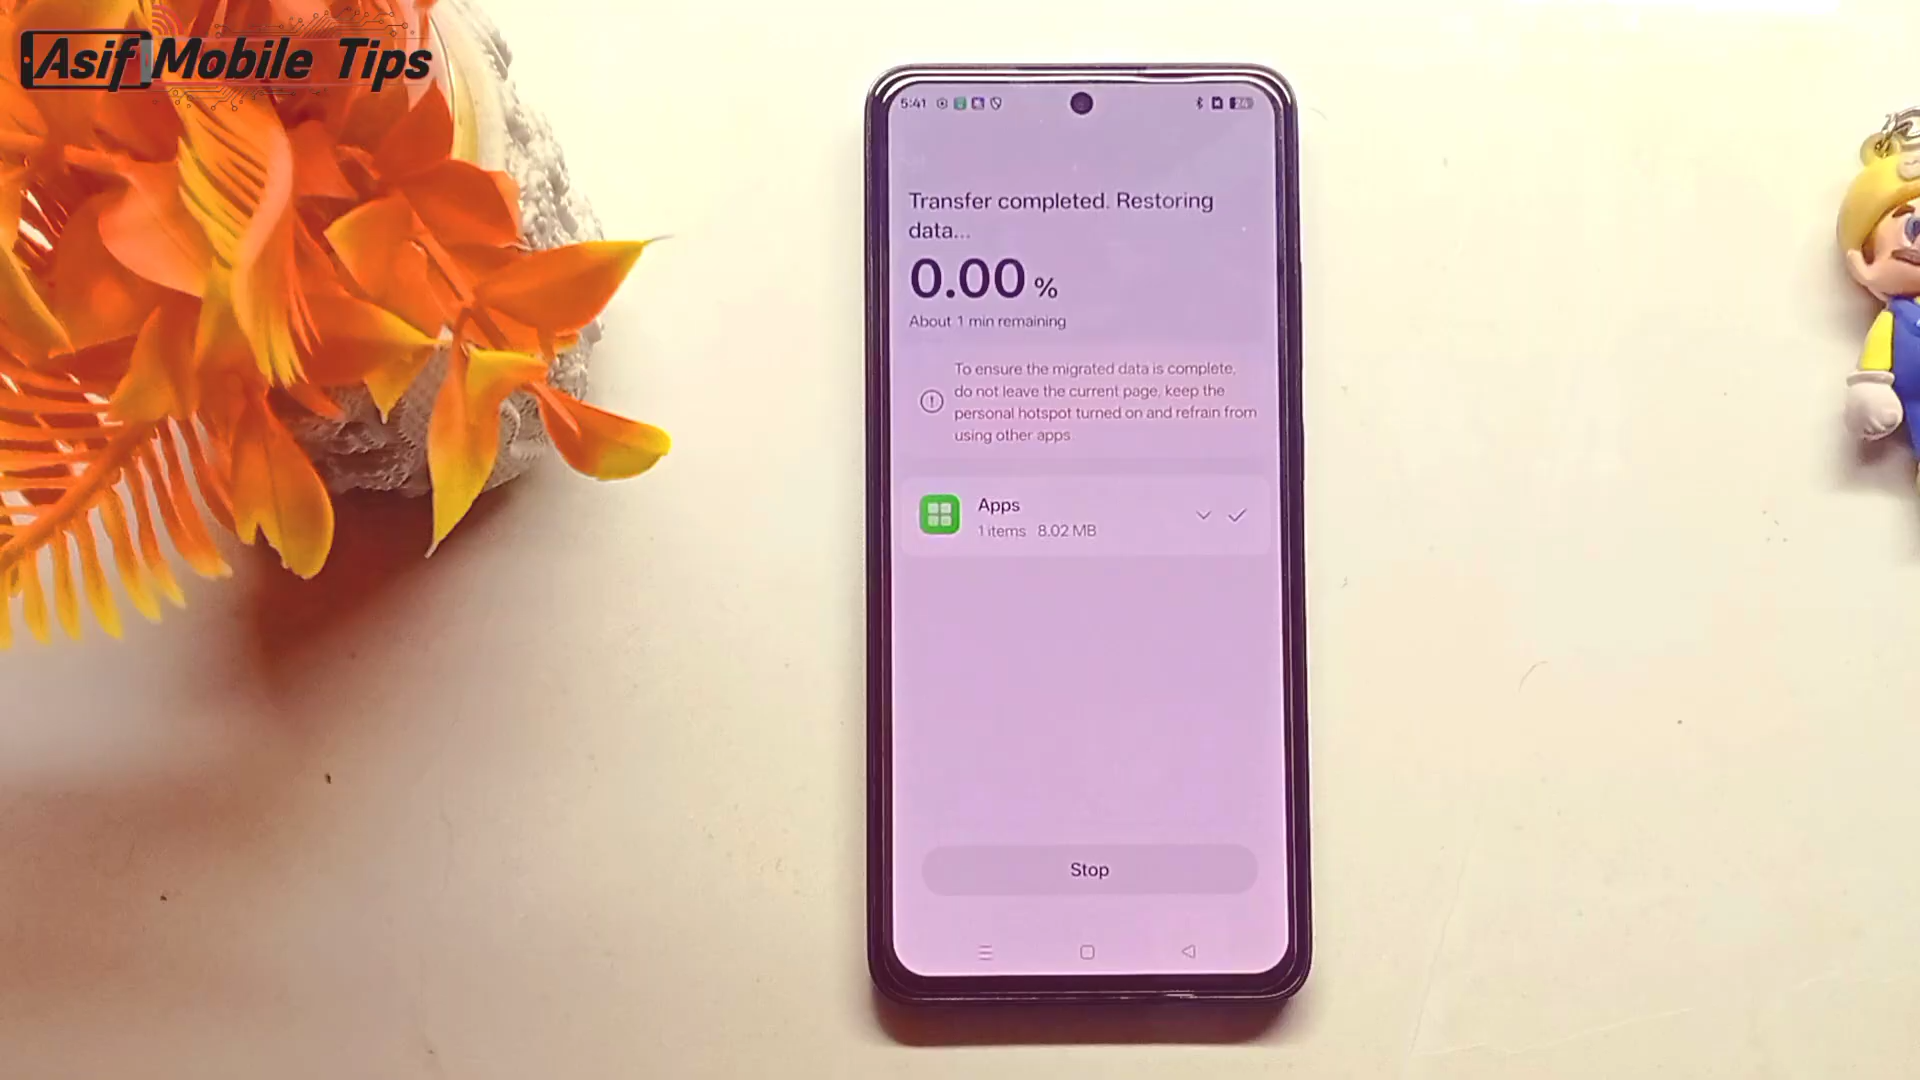 Asif Mobile Tips
5:41
Transfer completed. Restoring
data...
0.00 %
About 1 min remaining
To ensure the migrated data is complete,
do not leave the current page, keep the
personal hotspot turned on and refrain from
using other apps.
Apps
1 items 8.02 MB
Stop